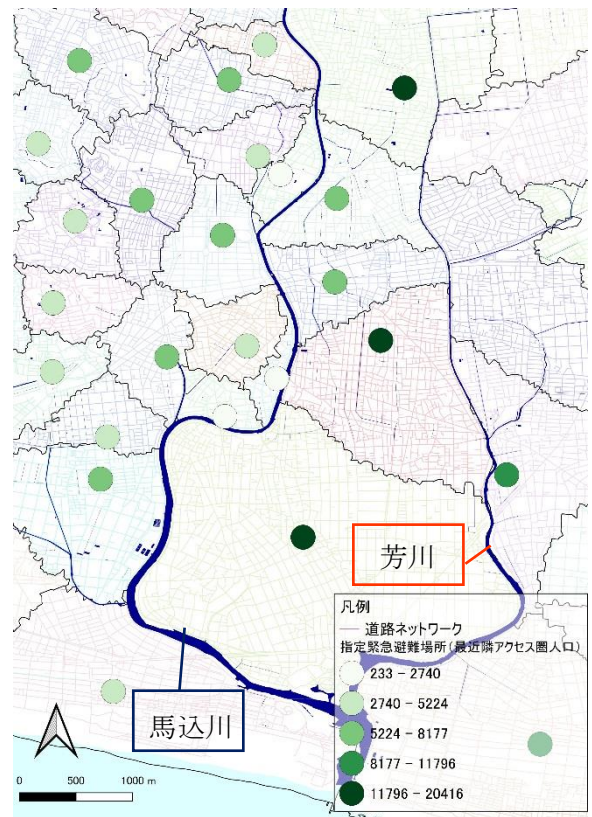 芳川
馬込川
凡例
道路ネットワーク
指定緊急避難場所(最近隣アクセス圏人口)
233 - 2740
2740 - 5224
5224 - 8177
8177 - 11796
11796 - 20416
0 500 1000 m